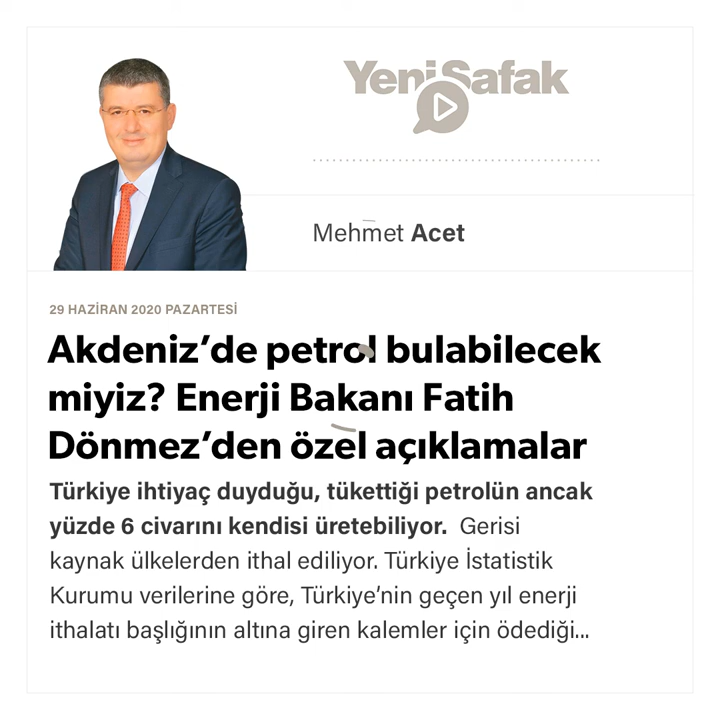 Yeni Şafak
Mehmet Acet
29 HAZİRAN 2020 PAZARTESİ
Akdeniz’de petrol bulabilecek
miyiz? Enerji Bakanı Fatih
Dönmez’den özel açıklamalar
Türkiye ihtiyaç duyduğu, tükettiği petrolün ancak
yüzde 6 civarını kendisi üretebiliyor. Gerisi
kaynak ülkelerden ithal ediliyor. Türkiye İstatistik
Kurumu verilerine göre, Türkiye’nin geçen yıl enerji
ithalatı başlığının altına giren kalemler için ödediği...